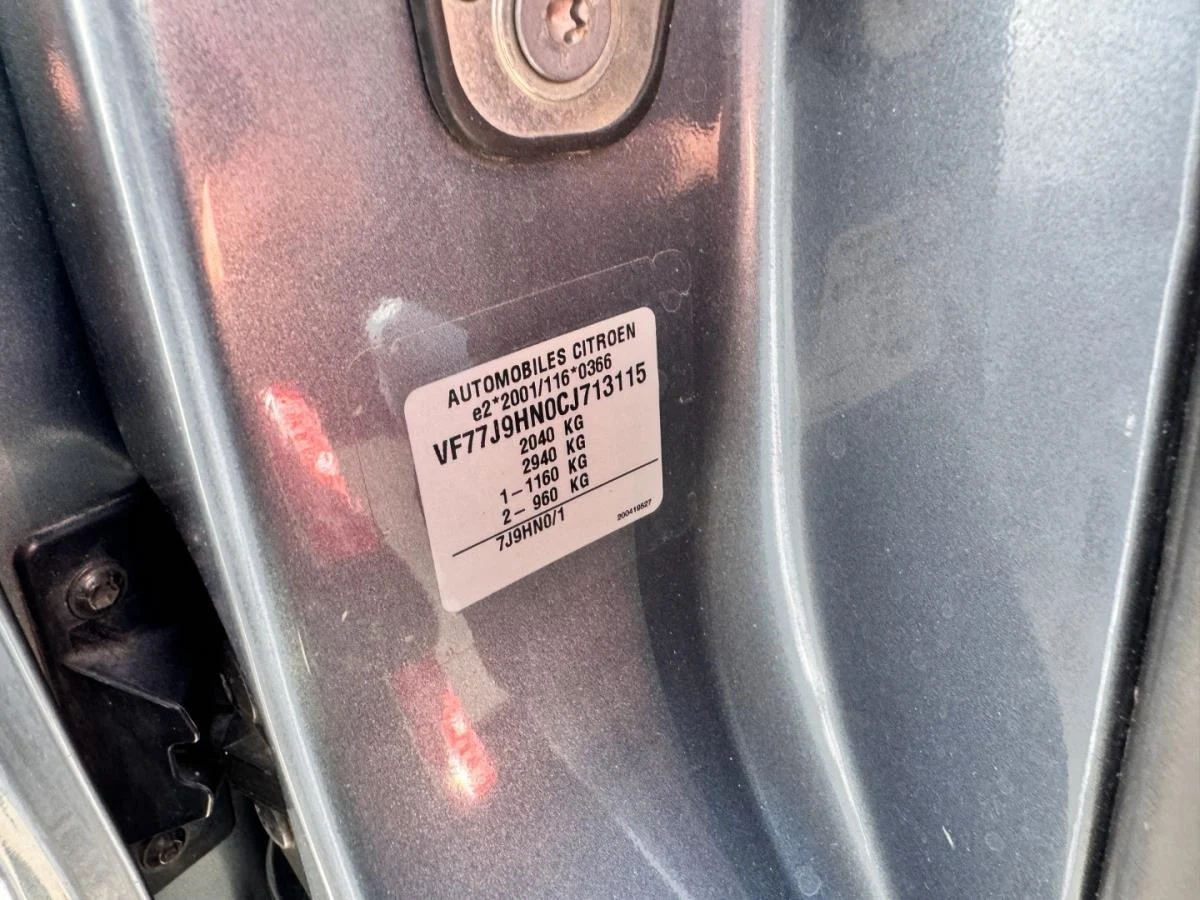 AUTOMOBILES CITROEN
e2*2001/116*0366
VF77J9HN0CJ713115
2040 KG
2940 KG
1-1160 KG
2- 960 KG
7J9HN0/1
200419527